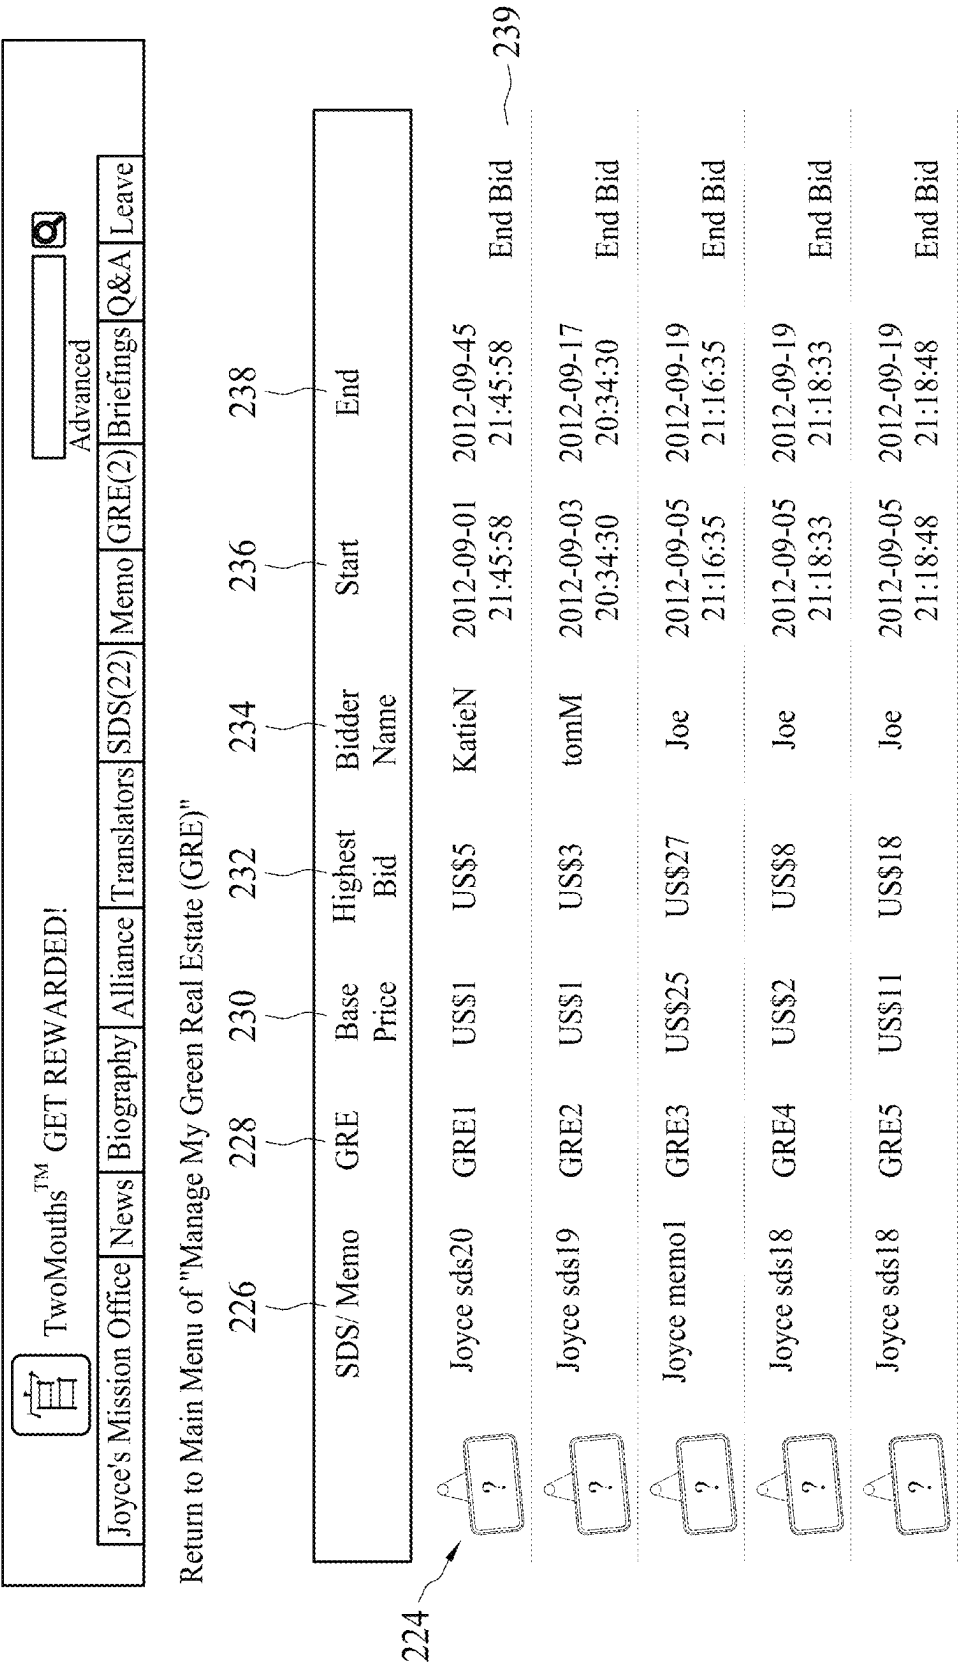 官
TwoMouths™ GET REWARDED!
Advanced
Joyce's Mission Office News Biography Alliance Translators SDS(22) Memo GRE(2) Briefings Q&A Leave
Return to Main Menu of "Manage My Green Real Estate (GRE)"
226 228 230 232 234 236 238
SDS/ Memo GRE Base Price Highest Bid Bidder Name Start End
224
? Joyce sds20 GRE1 US$1 US$5 KatieN 2012-09-01 21:45:58 2012-09-45 21:45:58 End Bid
239
? Joyce sds19 GRE2 US$1 US$3 tomM 2012-09-03 20:34:30 2012-09-17 20:34:30 End Bid
? Joyce memo1 GRE3 US$25 US$27 Joe 2012-09-05 21:16:35 2012-09-19 21:16:35 End Bid
? Joyce sds18 GRE4 US$2 US$8 Joe 2012-09-05 21:18:33 2012-09-19 21:18:33 End Bid
? Joyce sds18 GRE5 US$11 US$18 Joe 2012-09-05 21:18:48 2012-09-19 21:18:48 End Bid